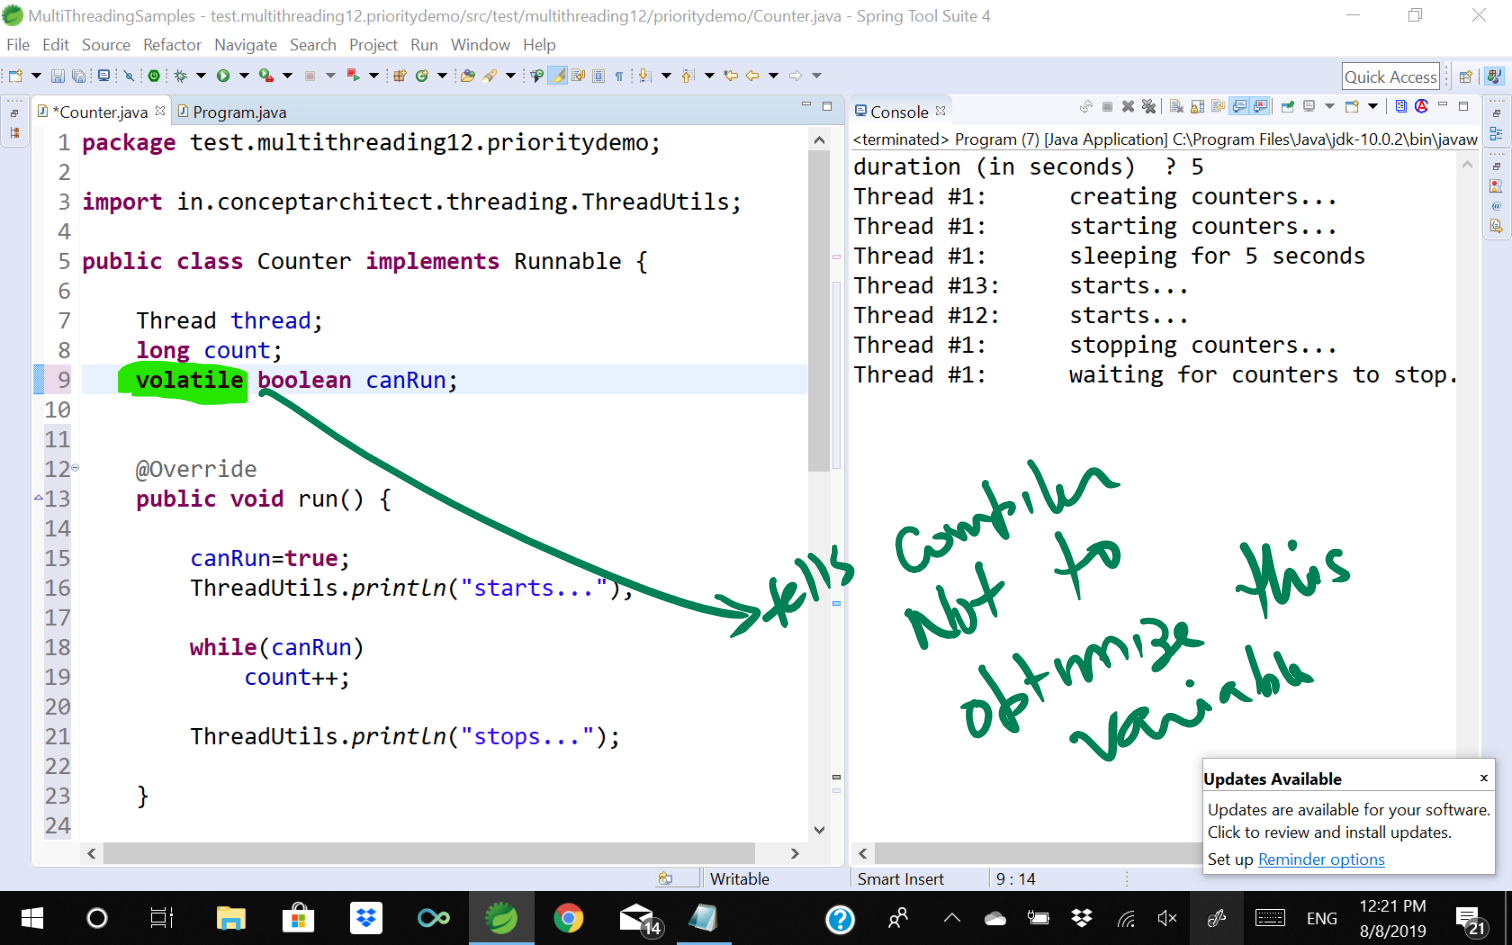 MultiThreadingSamples - test.multithreading12.prioritydemo/src/test/multithreading12/prioritydemo/Counter.java - Spring Tool Suite 4
File Edit Source Refactor Navigate Search Project Run Window Help
Quick Access
*Counter.java Program.java
1 package test.multithreading12.prioritydemo;
2
3 import in.conceptarchitect.threading.ThreadUtils;
4
5 public class Counter implements Runnable {
6
7 Thread thread;
8 long count;
9 volatile boolean canRun;
10
11
12 @Override
13 public void run() {
14
15 canRun=true;
16 ThreadUtils.println("starts...");
17
18 while(canRun)
19 count++;
20
21 ThreadUtils.println("stops...");
22
23 }
24
Console
<terminated> Program (7) [Java Application] C:\Program Files\Java\jdk-10.0.2\bin\javaw
duration (in seconds) ? 5
Thread #1: creating counters...
Thread #1: starting counters...
Thread #1: sleeping for 5 seconds
Thread #13: starts...
Thread #12: starts...
Thread #1: stopping counters...
Thread #1: waiting for counters to stop.
tells compiler
Not to
optimize this
variable
Updates Available x
Updates are available for your software.
Click to review and install updates.
Set up Reminder options
Writable Smart Insert 9 : 14
14 ENG 12:21 PM
8/8/2019 21